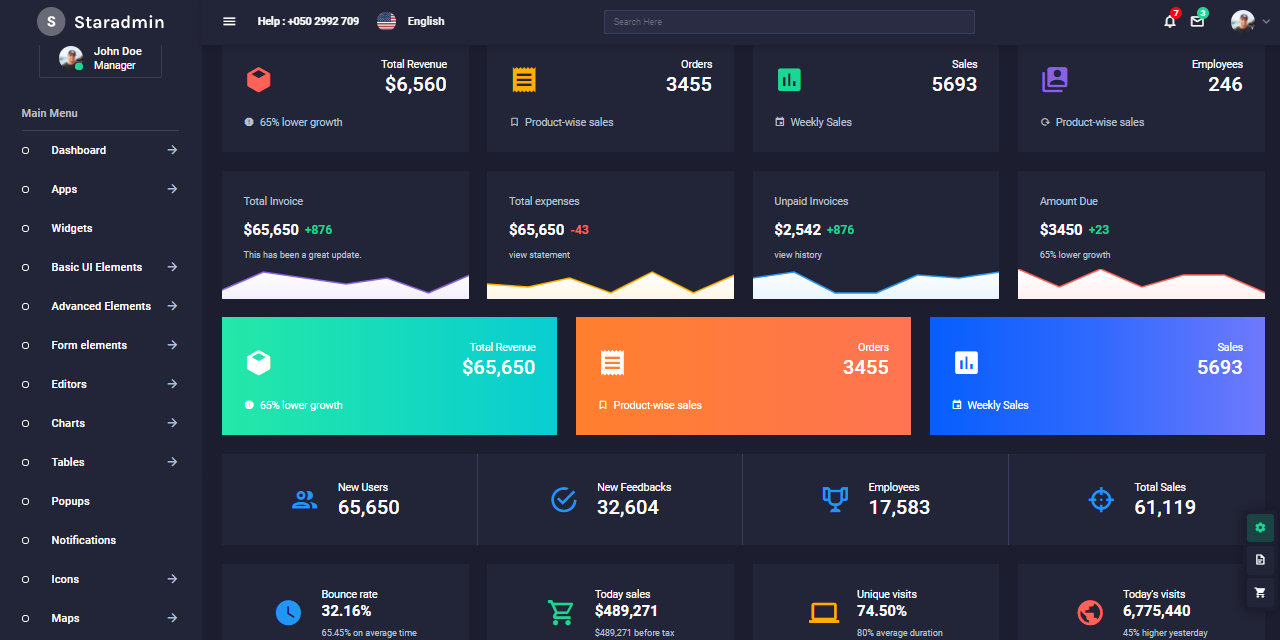 S Staradmin
Help : +050 2992 709
English
Search Here
7
3
John Doe
Manager
Main Menu
Dashboard
Apps
Widgets
Basic UI Elements
Advanced Elements
Form elements
Editors
Charts
Tables
Popups
Notifications
Icons
Maps
Total Revenue
$6,560
65% lower growth
Orders
3455
Product-wise sales
Sales
5693
Weekly Sales
Employees
246
Product-wise sales
Total Invoice
$65,650 +876
This has been a great update.
Total expenses
$65,650 -43
view statement
Unpaid Invoices
$2,542 +876
view history
Amount Due
$3450 +23
65% lower growth
Total Revenue
$65,650
65% lower growth
Orders
3455
Product-wise sales
Sales
5693
Weekly Sales
New Users
65,650
New Feedbacks
32,604
Employees
17,583
Total Sales
61,119
Bounce rate
32.16%
65.45% on average time
Today sales
$489,271
$489,271 before tax
Unique visits
74.50%
80% average duration
Today's visits
6,775,440
45% higher yesterday